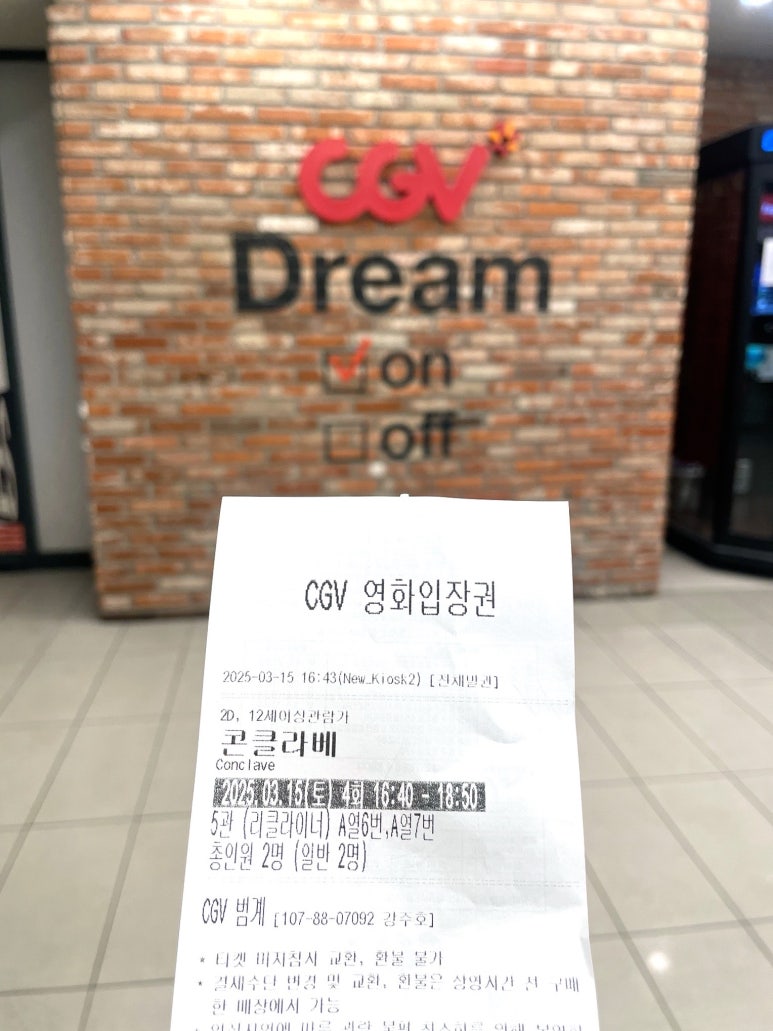 CGV
Dream
on
off
CGV 영화입장권
2025-03-15 16:43(New_Kiosk2) [전체발권]
2D, 12세이상관람가
콘클라베
Conclave
2025.03.15(토) 4회 16:40 - 18:50
5관 (리클라이너) A열6번,A열7번
총인원 2명 (일반 2명)
CGV 범계 [107-88-07092 강주호]
* 티켓 미지참시 교환, 환불 불가
* 결제수단 변경 및 교환, 환불은 상영시간 전 구매
한 매장에서 가능